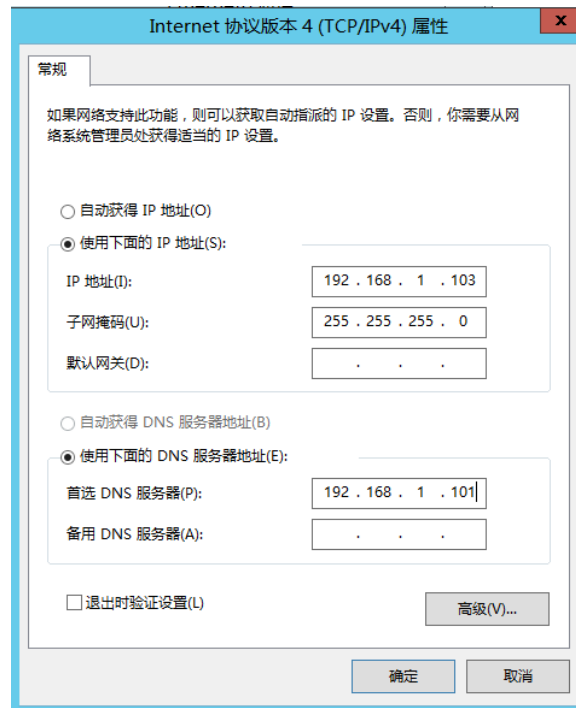 Internet 协议版本 4 (TCP/IPv4) 属性
x
常规
如果网络支持此功能，则可以获取自动指派的 IP 设置。否则，你需要从网
络系统管理员处获得适当的 IP 设置。
自动获得 IP 地址(O)
使用下面的 IP 地址(S):
IP 地址(I): 192 . 168 . 1 . 103
子网掩码(U): 255 . 255 . 255 . 0
默认网关(D): . . .
自动获得 DNS 服务器地址(B)
使用下面的 DNS 服务器地址(E):
首选 DNS 服务器(P): 192 . 168 . 1 . 101
备用 DNS 服务器(A): . . .
退出时验证设置(L)
高级(V)...
确定 取消